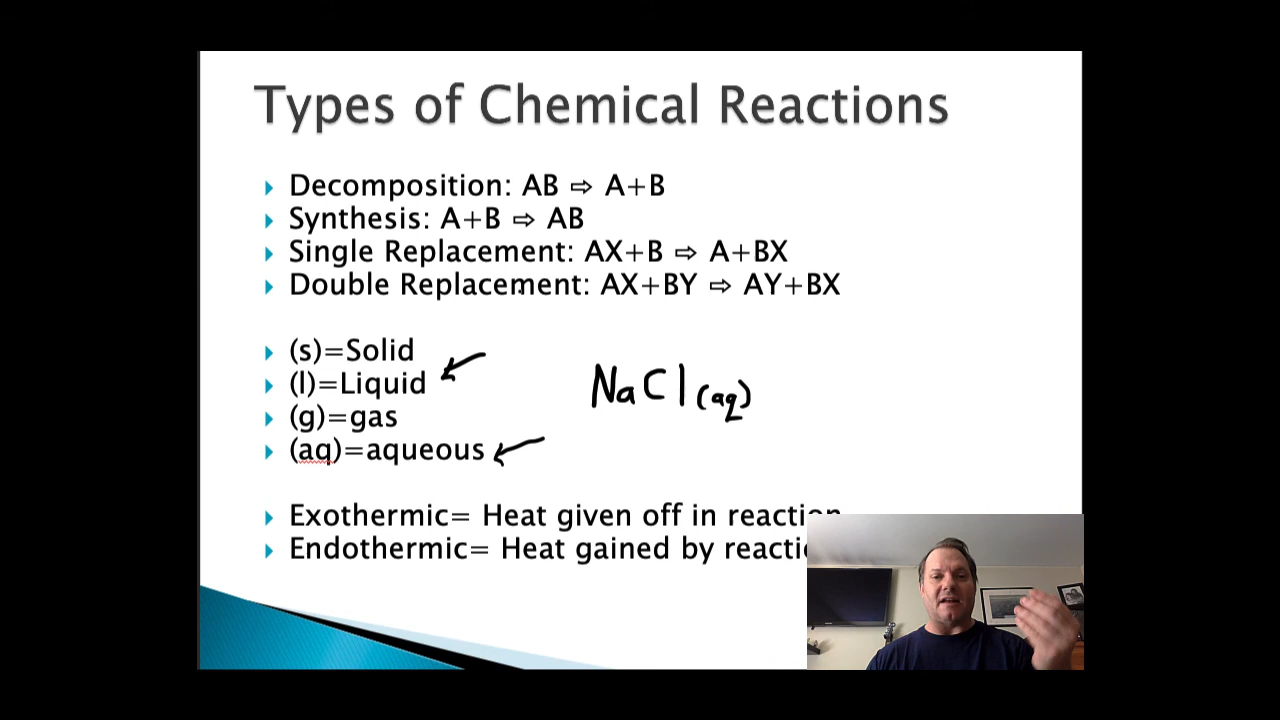 Types of Chemical Reactions
Decomposition: AB ⇨ A+B
Synthesis: A+B ⇨ AB
Single Replacement: AX+B ⇨ A+BX
Double Replacement: AX+BY ⇨ AY+BX
(s)=Solid
(l)=Liquid
NaCl(aq)
(g)=gas
(aq)=aqueous
Exothermic= Heat given off in reaction
Endothermic= Heat gained by